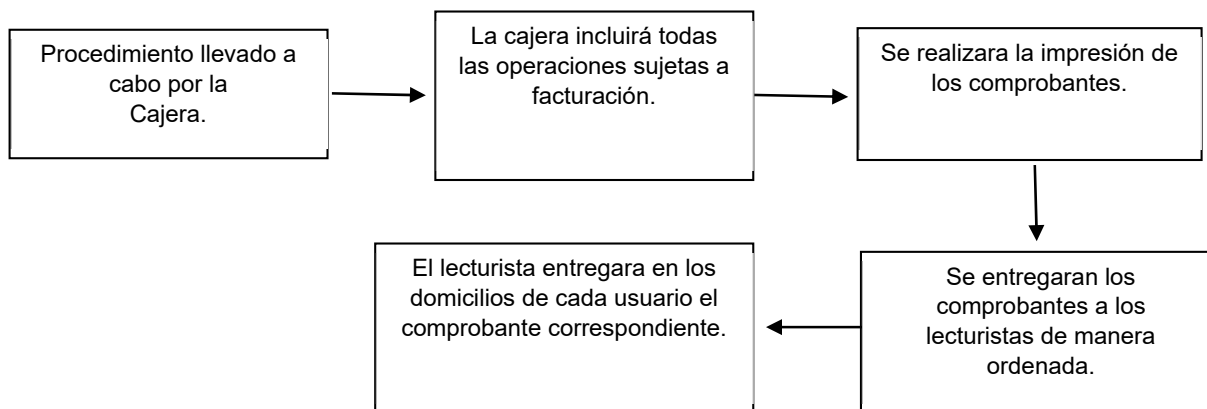 Procedimiento llevado a
cabo por la
Cajera.
La cajera incluirá todas
las operaciones sujetas a
facturación.
Se realizara la impresión de
los comprobantes.
Se entregaran los
comprobantes a los
lecturistas de manera
ordenada.
El lecturista entregara en los
domicilios de cada usuario el
comprobante correspondiente.